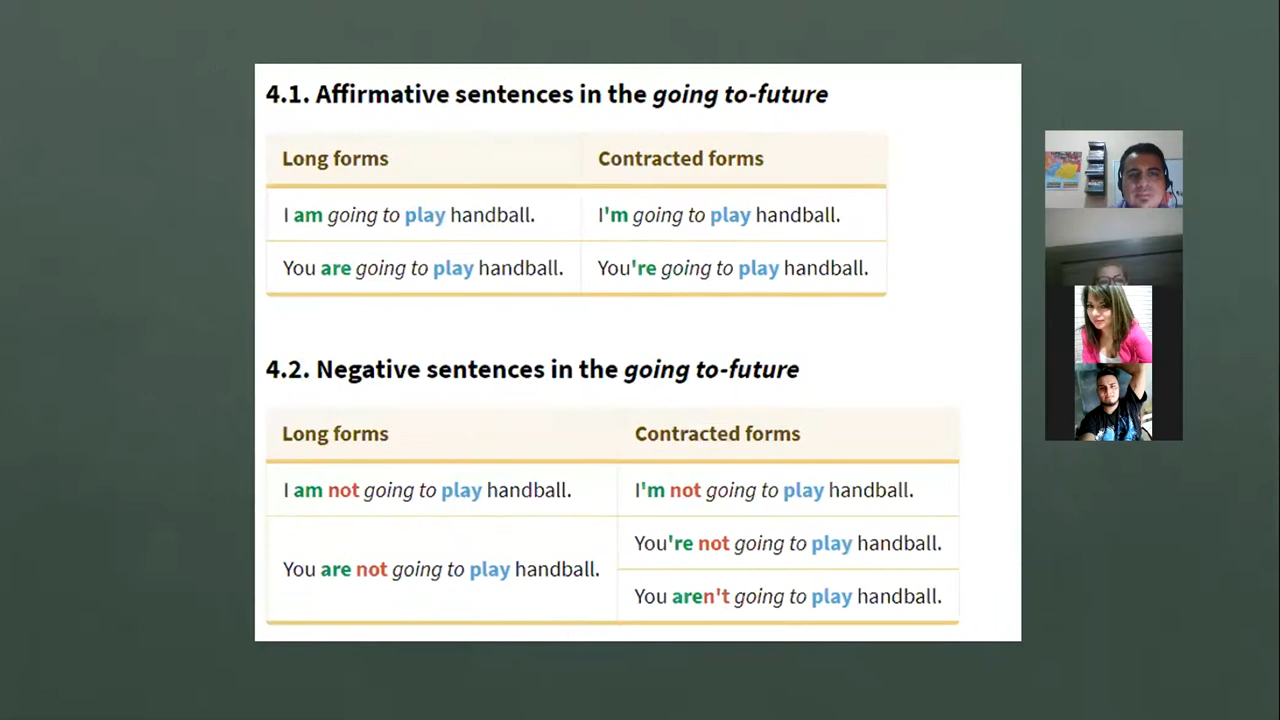 4.1. Affirmative sentences in the going to-future
Long forms Contracted forms
I am going to play handball. I'm going to play handball.
You are going to play handball. You're going to play handball.
4.2. Negative sentences in the going to-future
Long forms Contracted forms
I am not going to play handball. I'm not going to play handball.
You are not going to play handball. You're not going to play handball.
You aren't going to play handball.